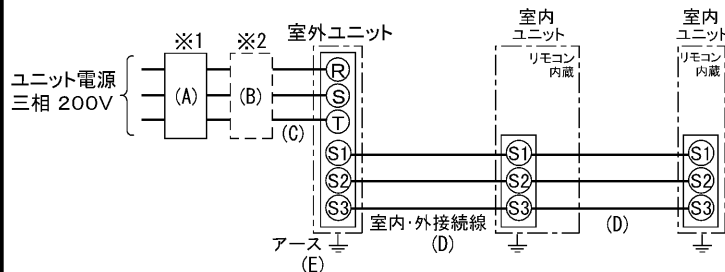 ※1
※2
室外ユニット
室内
ユニット
室内
ユニット
リモコン
内蔵
リモコン
内蔵
ユニット電源
三相 200V
(A)
(B)
(C)
R
S
T
S1
S2
S3
S1
S2
S3
S1
S2
S3
室内・外接続線
(D)
(D)
アース
(E)